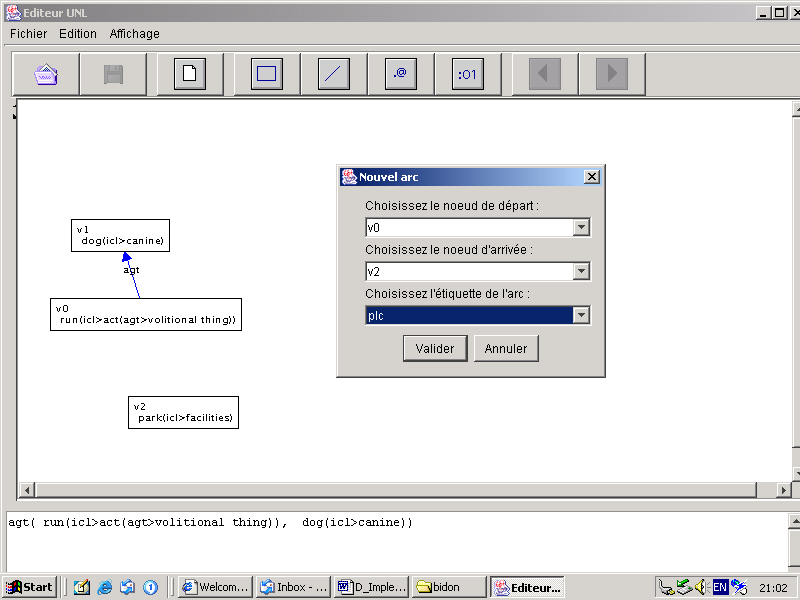 Editeur UNL
Fichier Edition Affichage
.@ :01
Nouvel arc
Choisissez le noeud de départ :
v0
Choisissez le noeud d'arrivée :
v2
Choisissez l'étiquette de l'arc :
plc
Valider Annuler
v1
dog(icl>canine)
agt
v0
run(icl>act(agt>volitional thing))
v2
park(icl>facilities)
agt( run(icl>act(agt>volitional thing)), dog(icl>canine))
Start Welcom... Inbox - ... D_Imple... bidon Editeur... EN 21:02